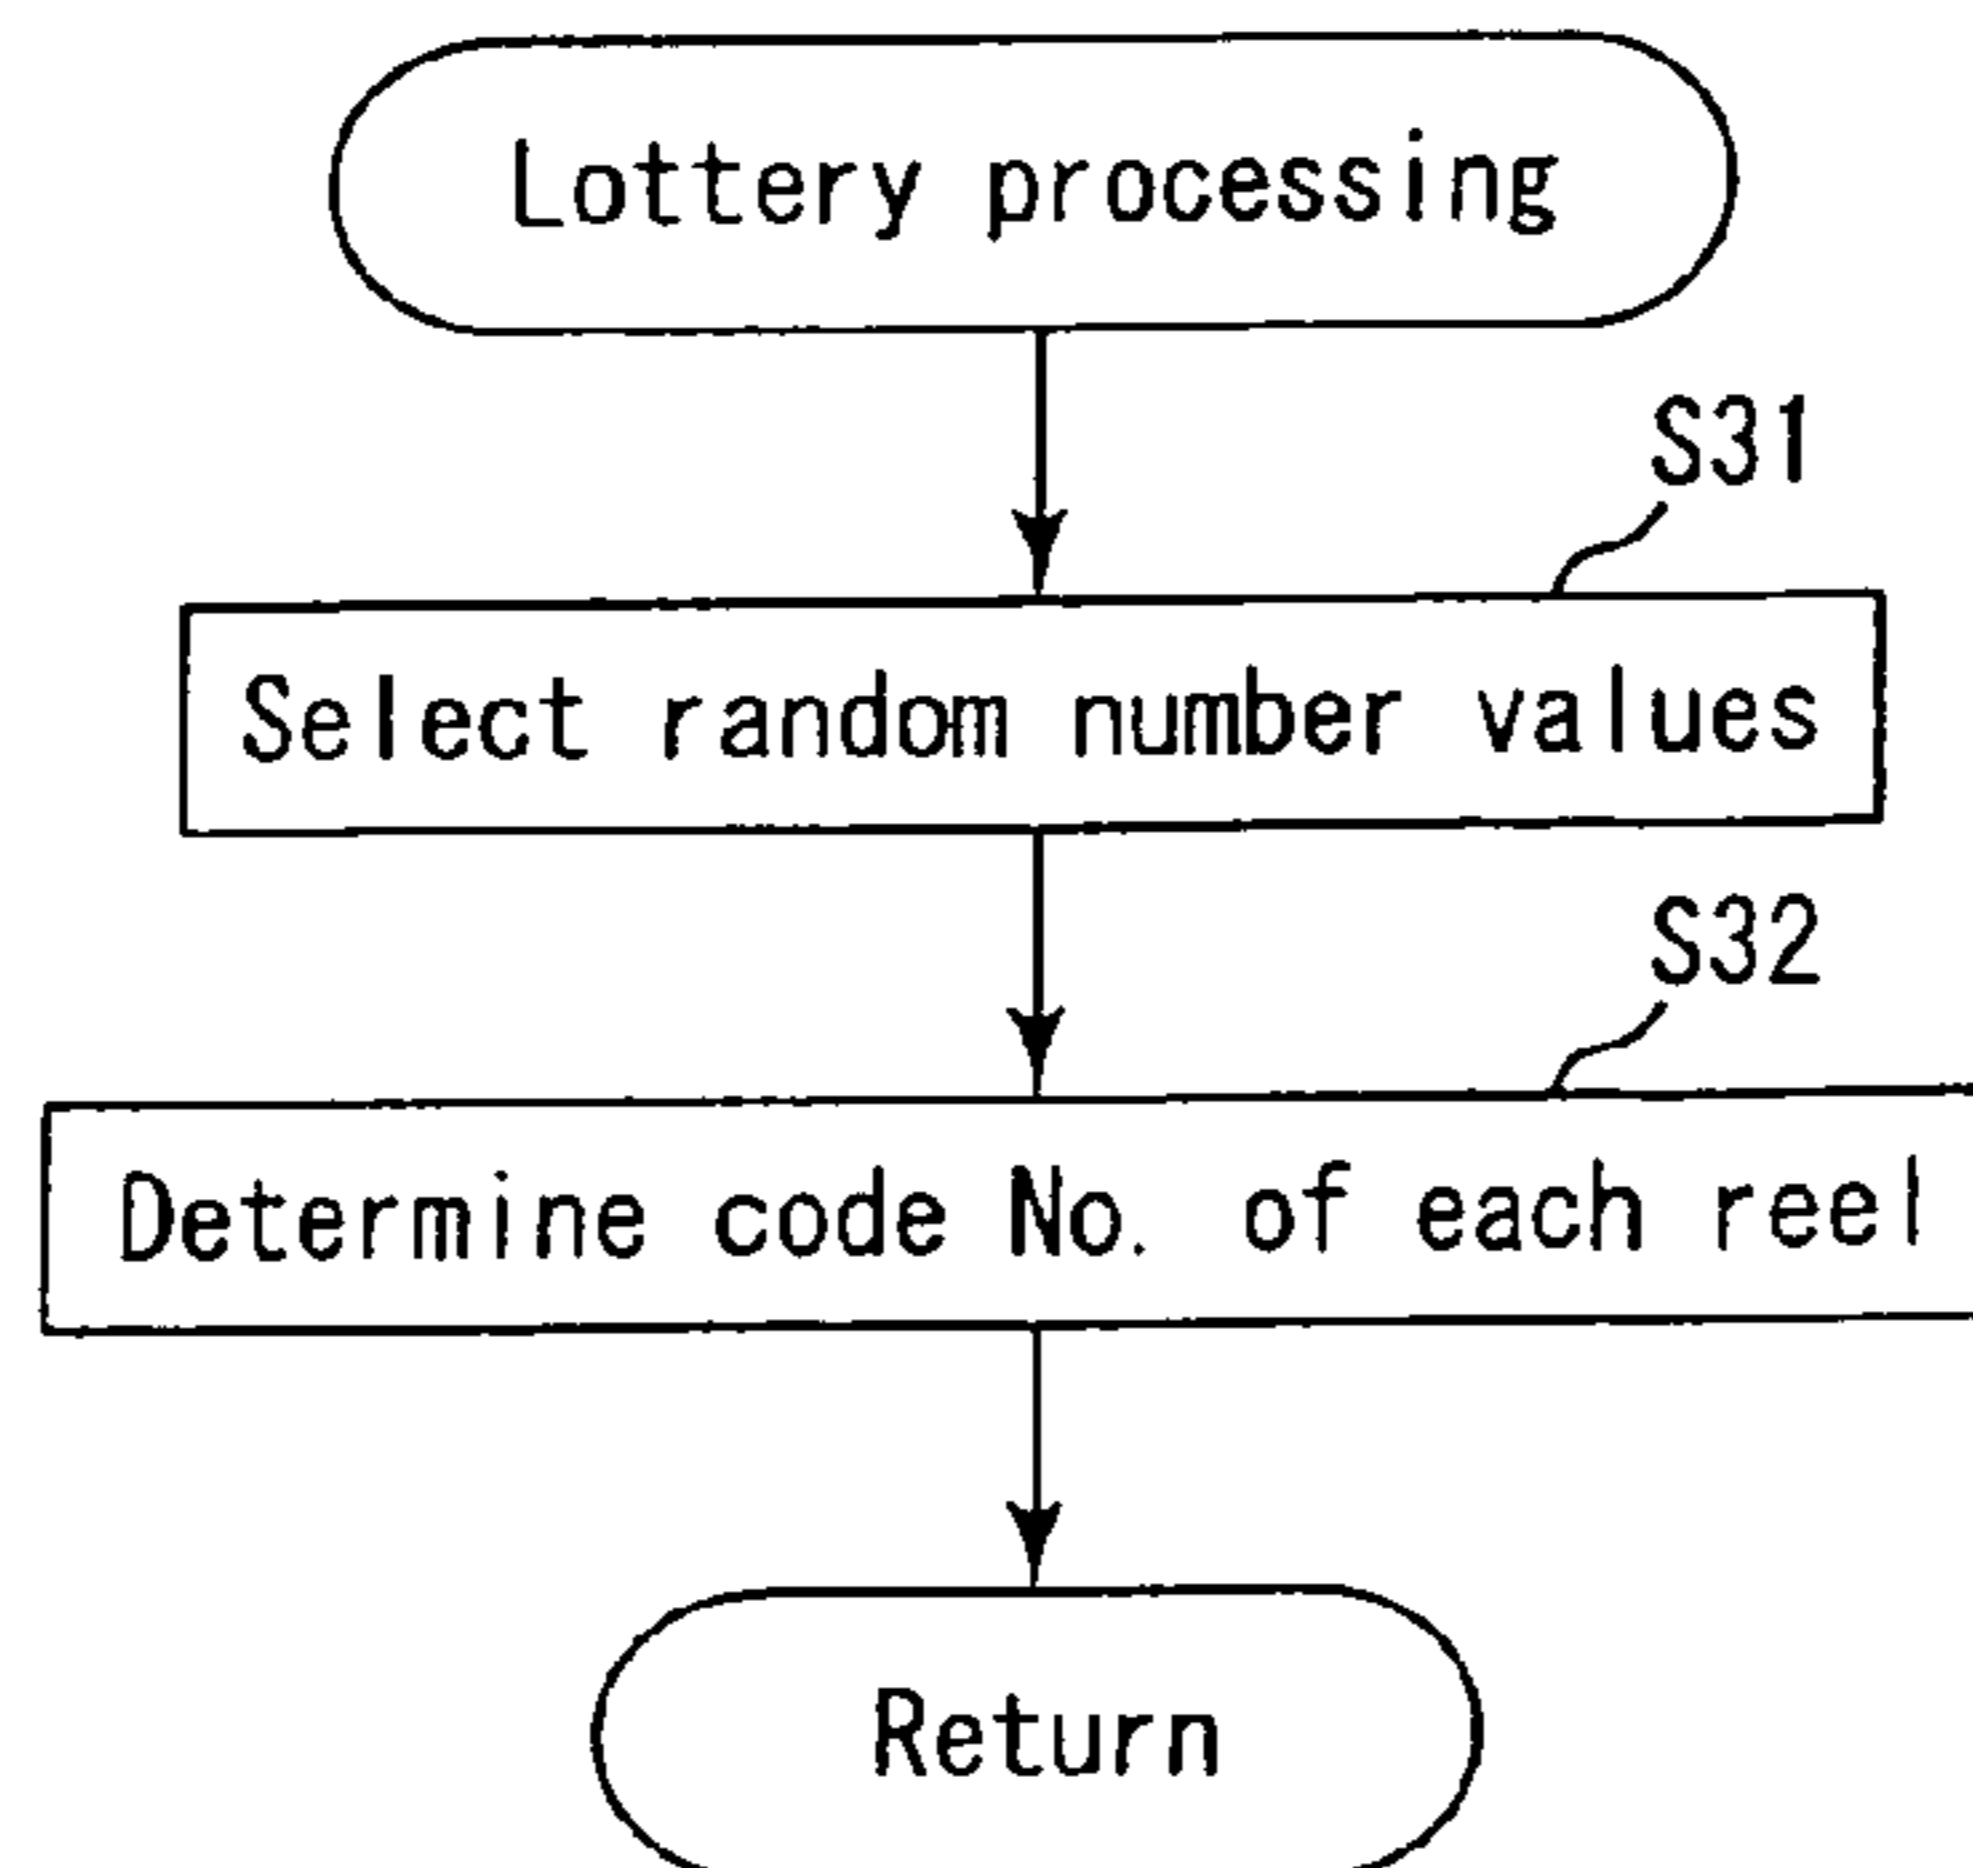 Lottery processing
S31
Select random number values
S32
Determine code No. of each reel
Return